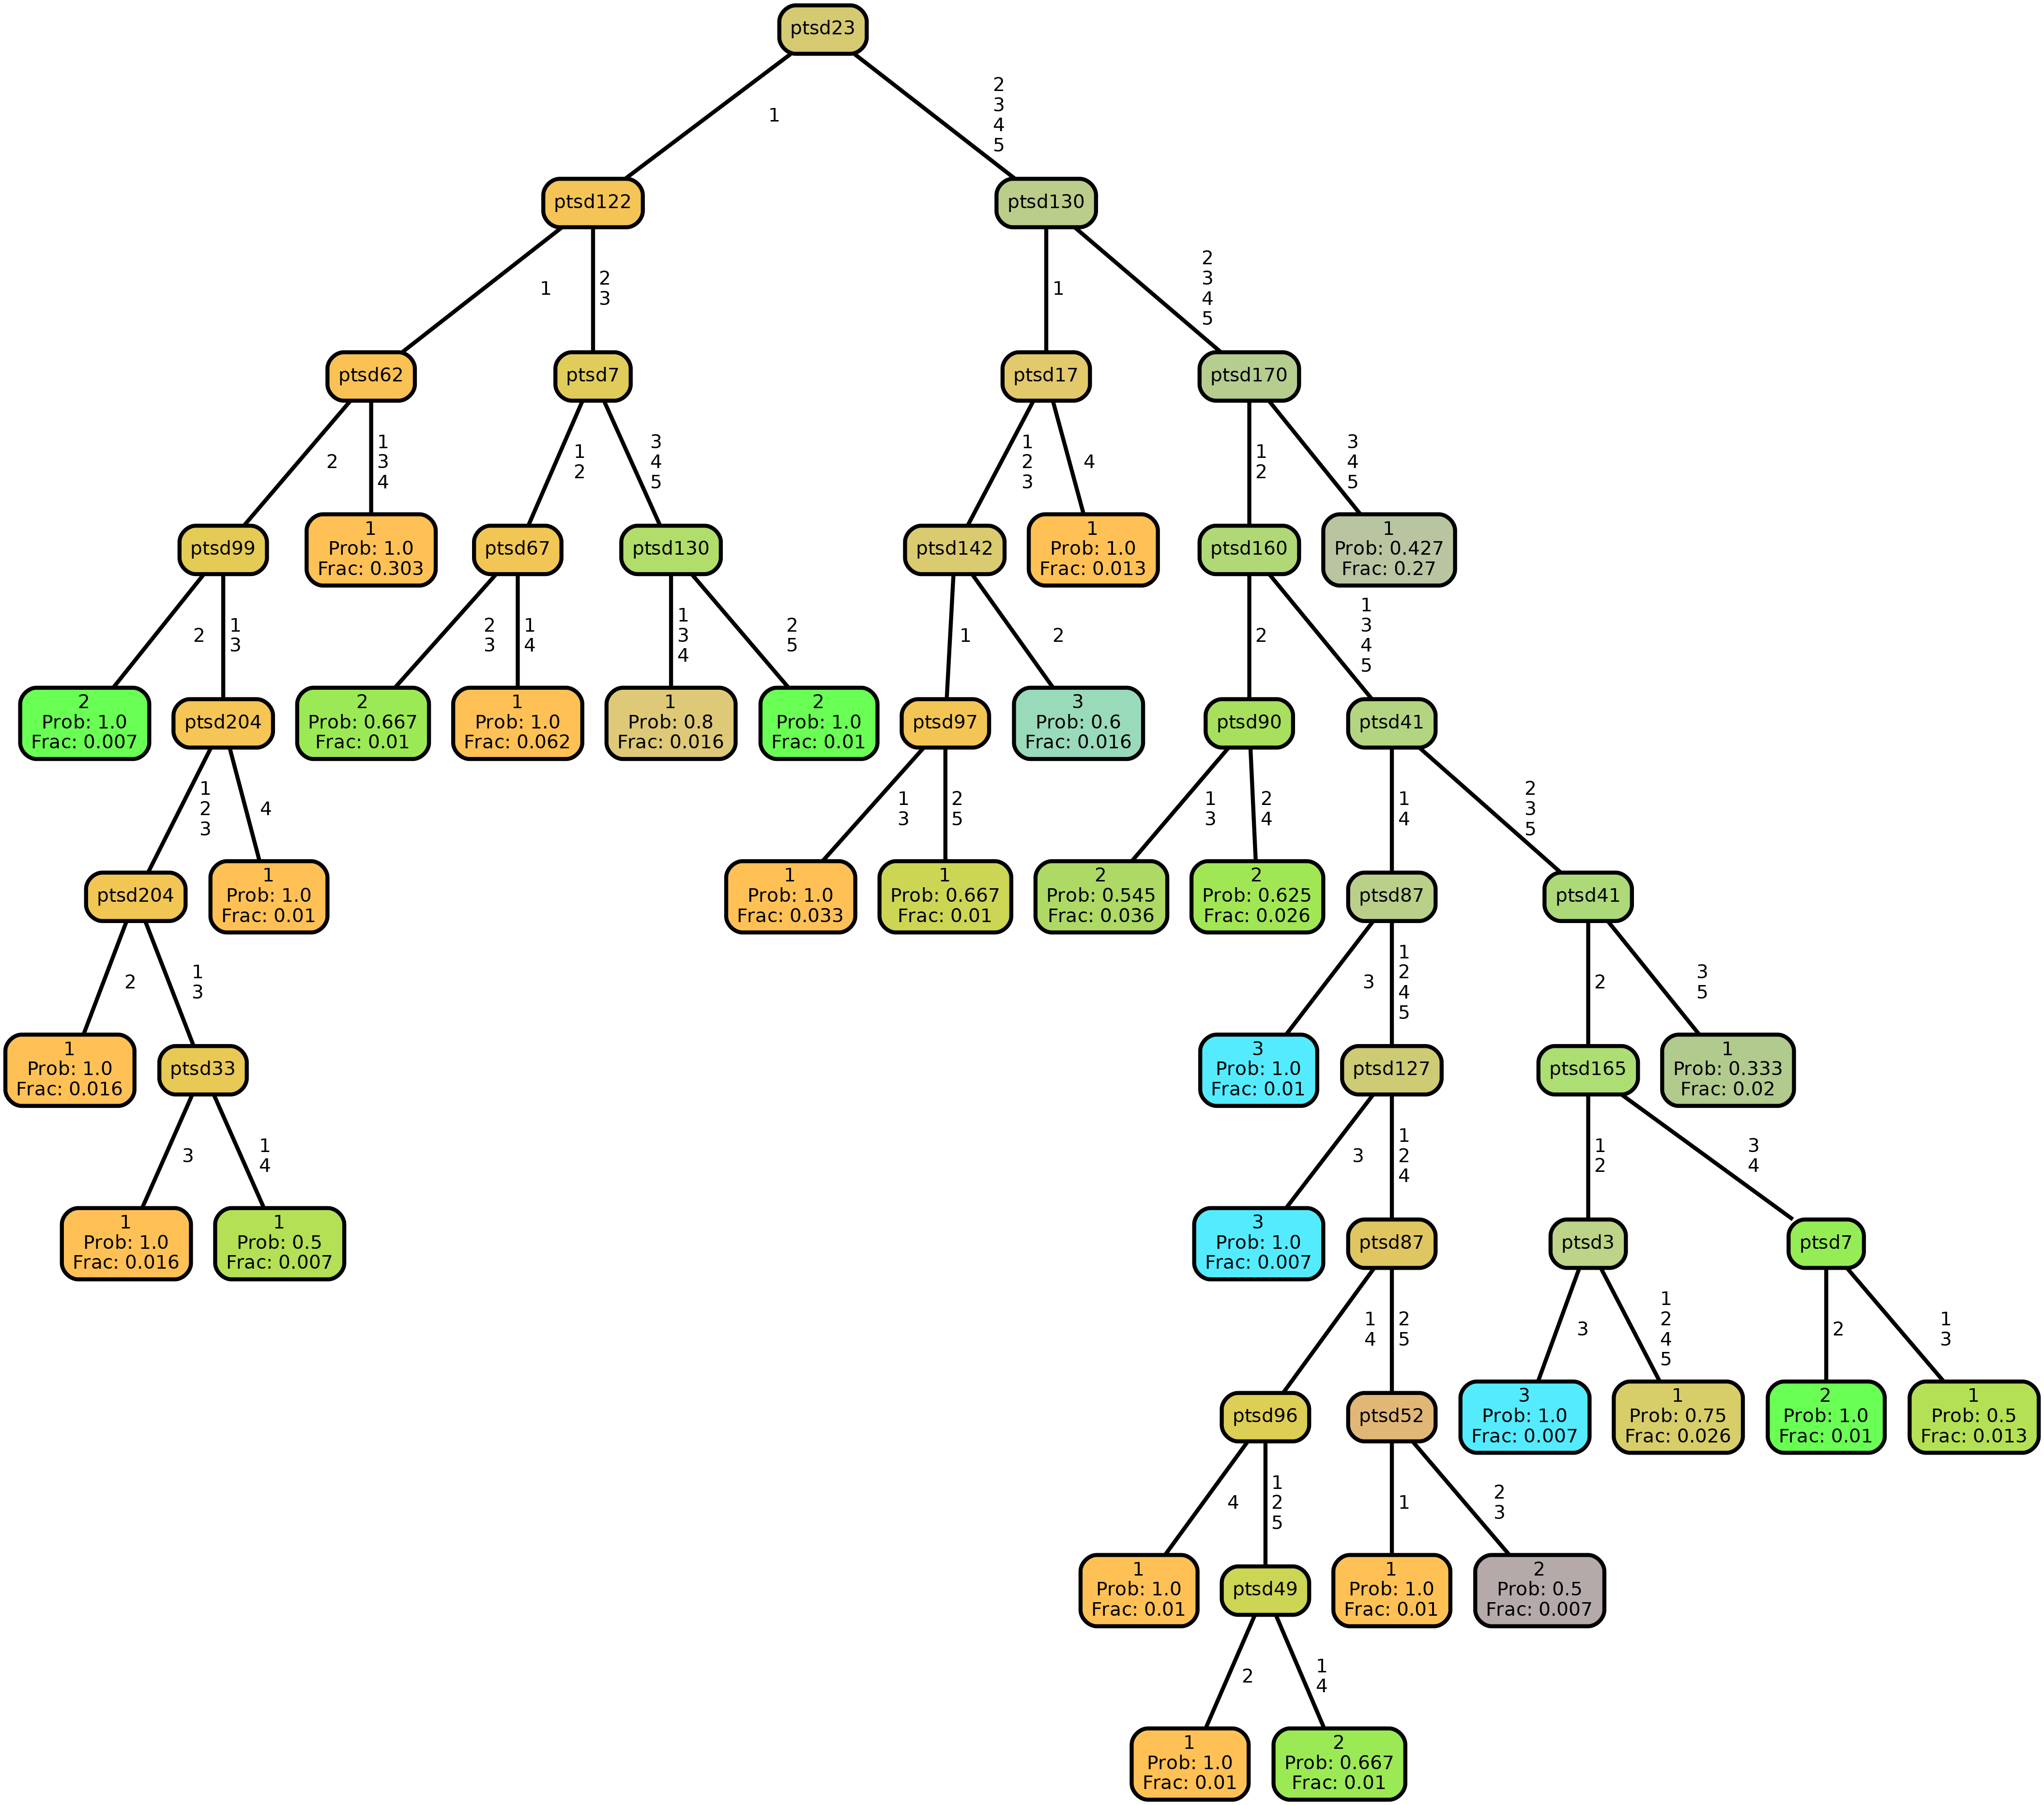 ptsd23
1
2
3
4
5
ptsd122
ptsd130
1
2
3
1
2
3
4
5
ptsd62
ptsd7
ptsd17
ptsd170
2
1
3
4
1
2
3
4
5
1
2
3
4
1
2
3
4
5
ptsd99
1
Prob: 1.0
Frac: 0.303
ptsd67
ptsd130
ptsd142
1
Prob: 1.0
Frac: 0.013
ptsd160
1
Prob: 0.427
Frac: 0.27
2
1
3
2
3
1
4
1
3
4
2
5
1
2
2
1
3
4
5
2
Prob: 1.0
Frac: 0.007
ptsd204
2
Prob: 0.667
Frac: 0.01
1
Prob: 1.0
Frac: 0.062
1
Prob: 0.8
Frac: 0.016
2
Prob: 1.0
Frac: 0.01
ptsd97
3
Prob: 0.6
Frac: 0.016
ptsd90
ptsd41
1
2
3
4
1
3
2
5
1
3
2
4
1
4
2
3
5
ptsd204
1
Prob: 1.0
Frac: 0.01
1
Prob: 1.0
Frac: 0.033
1
Prob: 0.667
Frac: 0.01
2
Prob: 0.545
Frac: 0.036
2
Prob: 0.625
Frac: 0.026
ptsd87
ptsd41
2
1
3
3
1
2
4
5
2
3
5
1
Prob: 1.0
Frac: 0.016
ptsd33
3
Prob: 1.0
Frac: 0.01
ptsd127
ptsd165
1
Prob: 0.333
Frac: 0.02
3
1
4
3
1
2
4
1
2
3
4
1
Prob: 1.0
Frac: 0.016
1
Prob: 0.5
Frac: 0.007
3
Prob: 1.0
Frac: 0.007
ptsd87
ptsd3
ptsd7
1
4
2
5
3
1
2
4
5
2
1
3
ptsd96
ptsd52
3
Prob: 1.0
Frac: 0.007
1
Prob: 0.75
Frac: 0.026
2
Prob: 1.0
Frac: 0.01
1
Prob: 0.5
Frac: 0.013
4
1
2
5
1
2
3
1
Prob: 1.0
Frac: 0.01
ptsd49
1
Prob: 1.0
Frac: 0.01
2
Prob: 0.5
Frac: 0.007
2
1
4
1
Prob: 1.0
Frac: 0.01
2
Prob: 0.667
Frac: 0.01